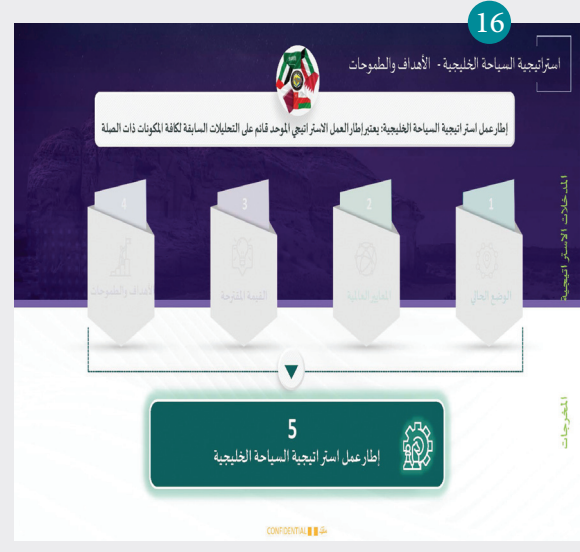 16
استراتيجية السياحة الخليجية - الأهداف والطموحات
إطار عمل استراتيجية السياحة الخليجية: يعتبر إطار العمل الاستراتيجي الموحد قائم على التحليلات السابقة لكافة المكونات ذات الصلة
المدخلات الاستراتيجية
1
الوضع الحالي
2
المعايير العالمية
3
القيمة المقترحة
4
الأهداف والطموحات
المخرجات
5
إطار عمل استراتيجية السياحة الخليجية
CONFIDENTIAL